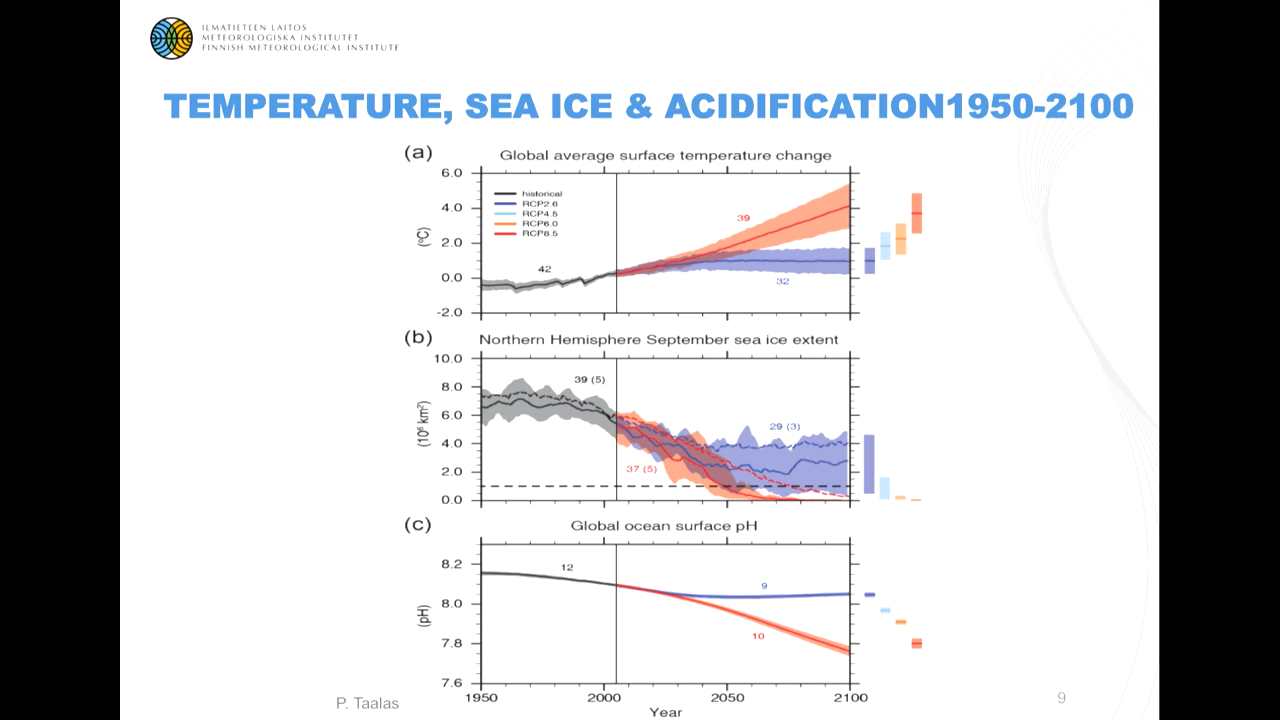 ILMATIETEEN LAITOS
METEOROLOGISKA INSTITUTET
FINNISH METEOROLOGICAL INSTITUTE
TEMPERATURE, SEA ICE & ACIDIFICATION1950-2100
(a)
Global average surface temperature change
6.0
4.0
2.0
0.0
-2.0
(°C)
historical
RCP2.6
RCP4.5
RCP6.0
RCP8.5
42
39
32
(b)
Northern Hemisphere September sea ice extent
10.0
8.0
6.0
4.0
2.0
0.0
(10⁶ km²)
39 (5)
29 (3)
37 (5)
(c)
Global ocean surface pH
8.2
8.0
7.8
7.6
(pH)
12
9
10
1950
2000
2050
2100
Year
P. Taalas
9